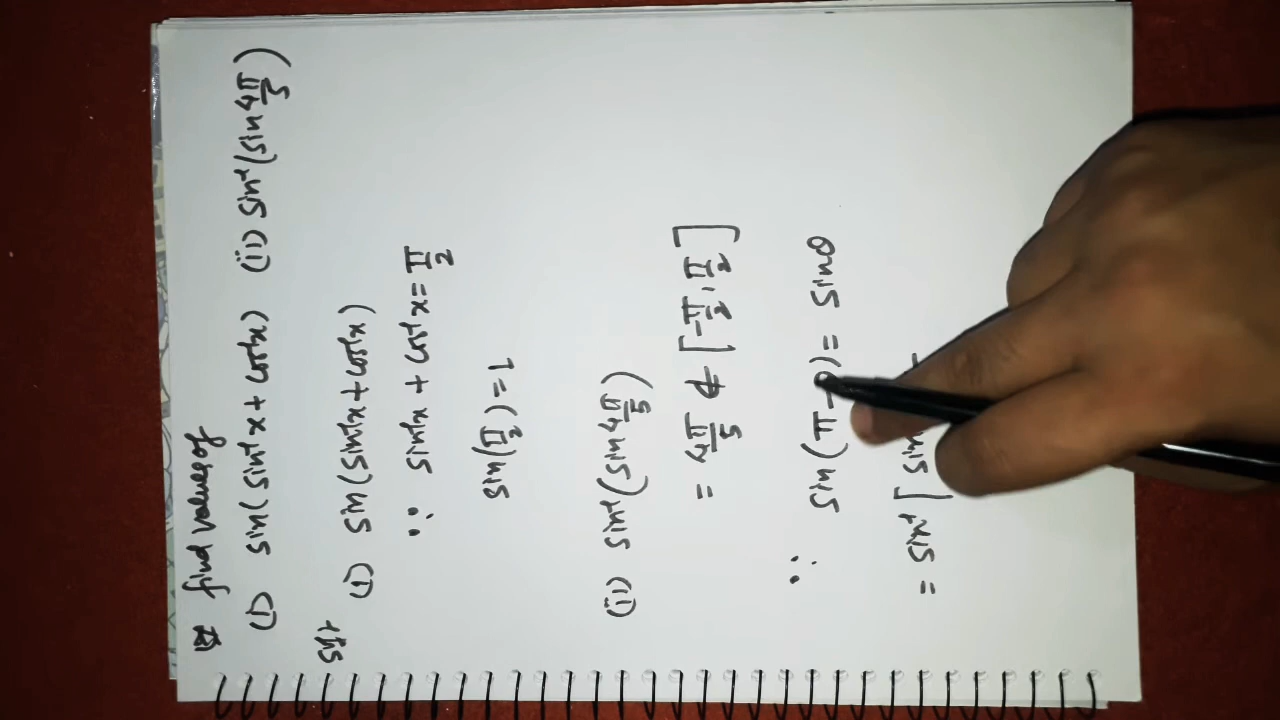 find values of
(i) sin(sin⁻¹x + cos⁻¹x) (ii) sin⁻¹(sin 4π/5)
(i) sin(sin⁻¹x + cos⁻¹x)
∵ sin⁻¹x + cos⁻¹x = π/2
sin(π/2) = 1
(ii) sin⁻¹(sin 4π/5)
= 4π/5 ∉ [-π/2, π/2]
∵ sin(π-θ) = sinθ
= sin⁻¹[sin